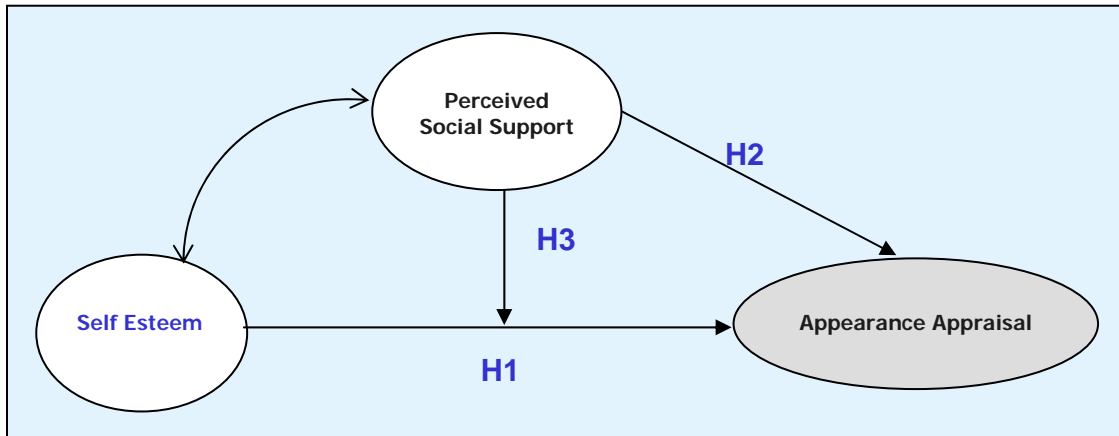 Perceived
Social Support
H2
H3
Self Esteem
Appearance Appraisal
H1